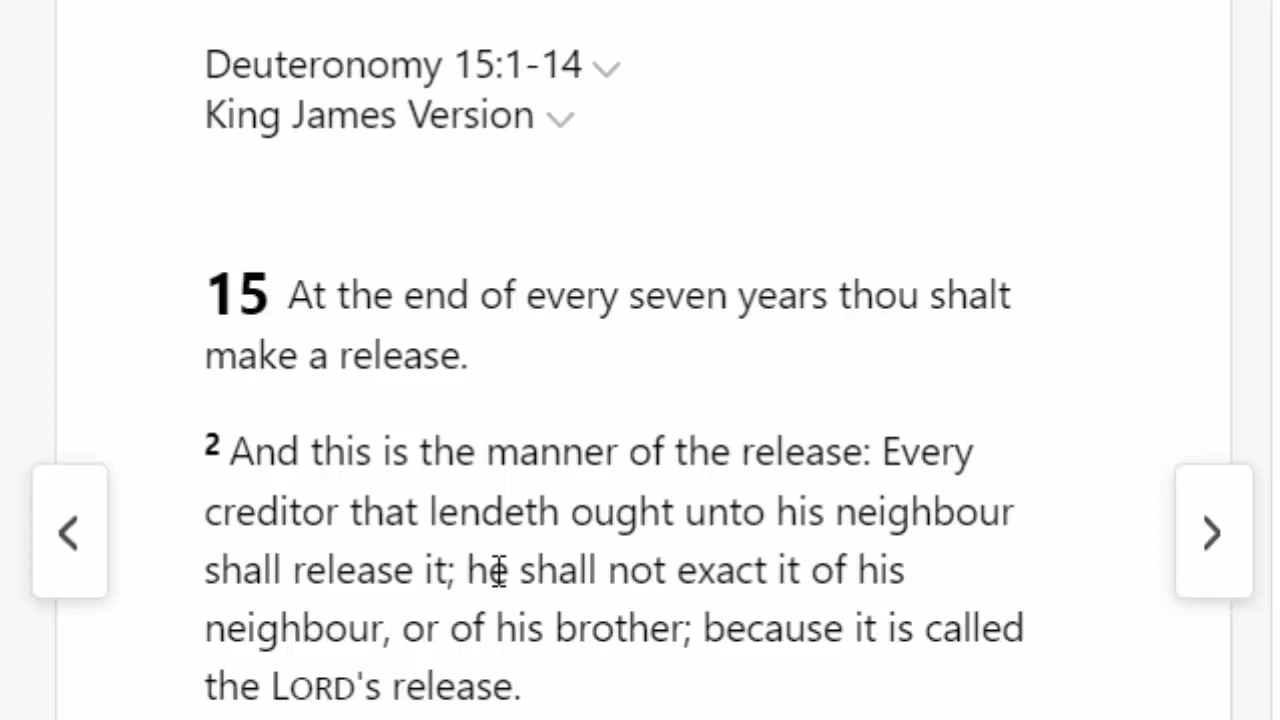 Deuteronomy 15:1-14
King James Version
15 At the end of every seven years thou shalt
make a release.
2 And this is the manner of the release: Every
creditor that lendeth ought unto his neighbour
shall release it; he shall not exact it of his
neighbour, or of his brother; because it is called
the LORD's release.